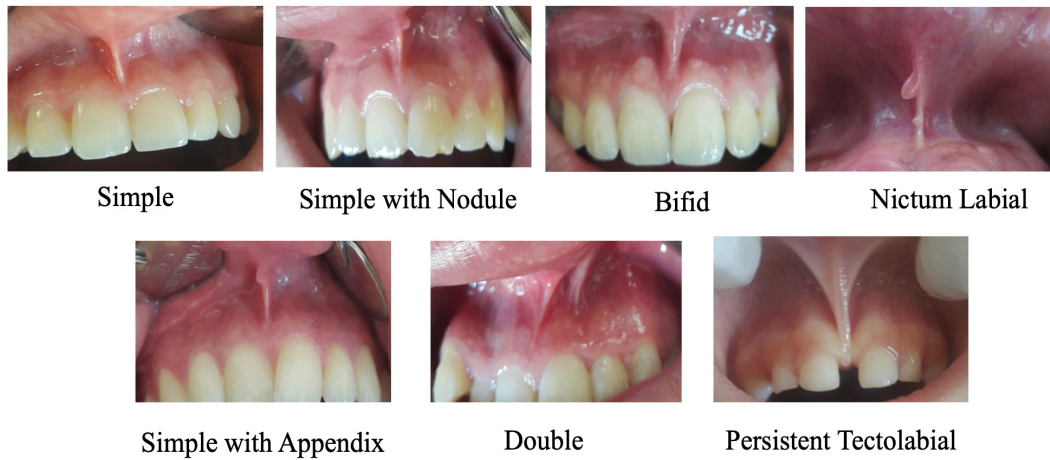 Simple
Simple with Nodule
Bifid
Nictum Labial
Simple with Appendix
Double
Persistent Tectolabial